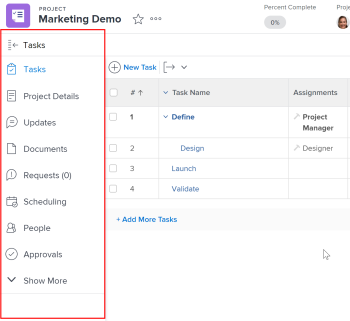 PROJECT
Marketing Demo
Percent Complete
0%
Tasks
Tasks
Project Details
Updates
Documents
Requests (0)
Scheduling
People
Approvals
Show More
New Task
# ↑ Task Name Assignments
1 Define Project Manager
2 Design Designer
3 Launch
4 Validate
+ Add More Tasks